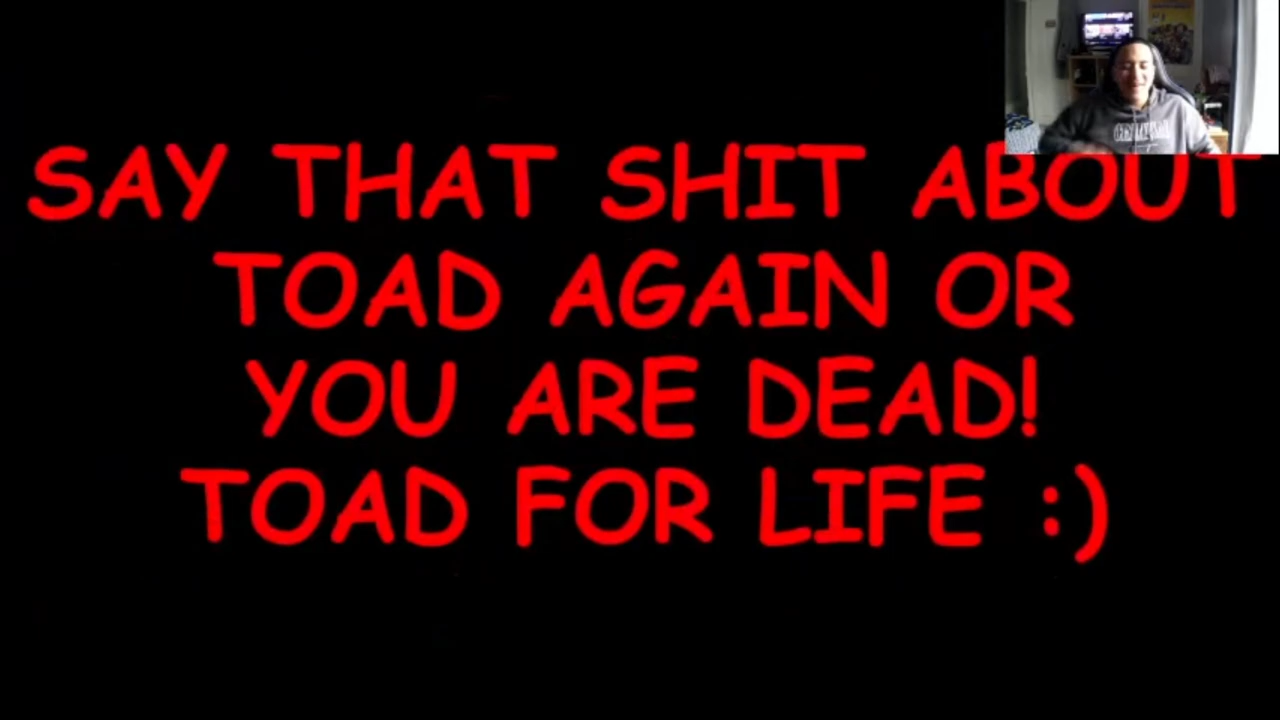 SAY THAT SHIT ABOUT
TOAD AGAIN OR
YOU ARE DEAD!
TOAD FOR LIFE :)